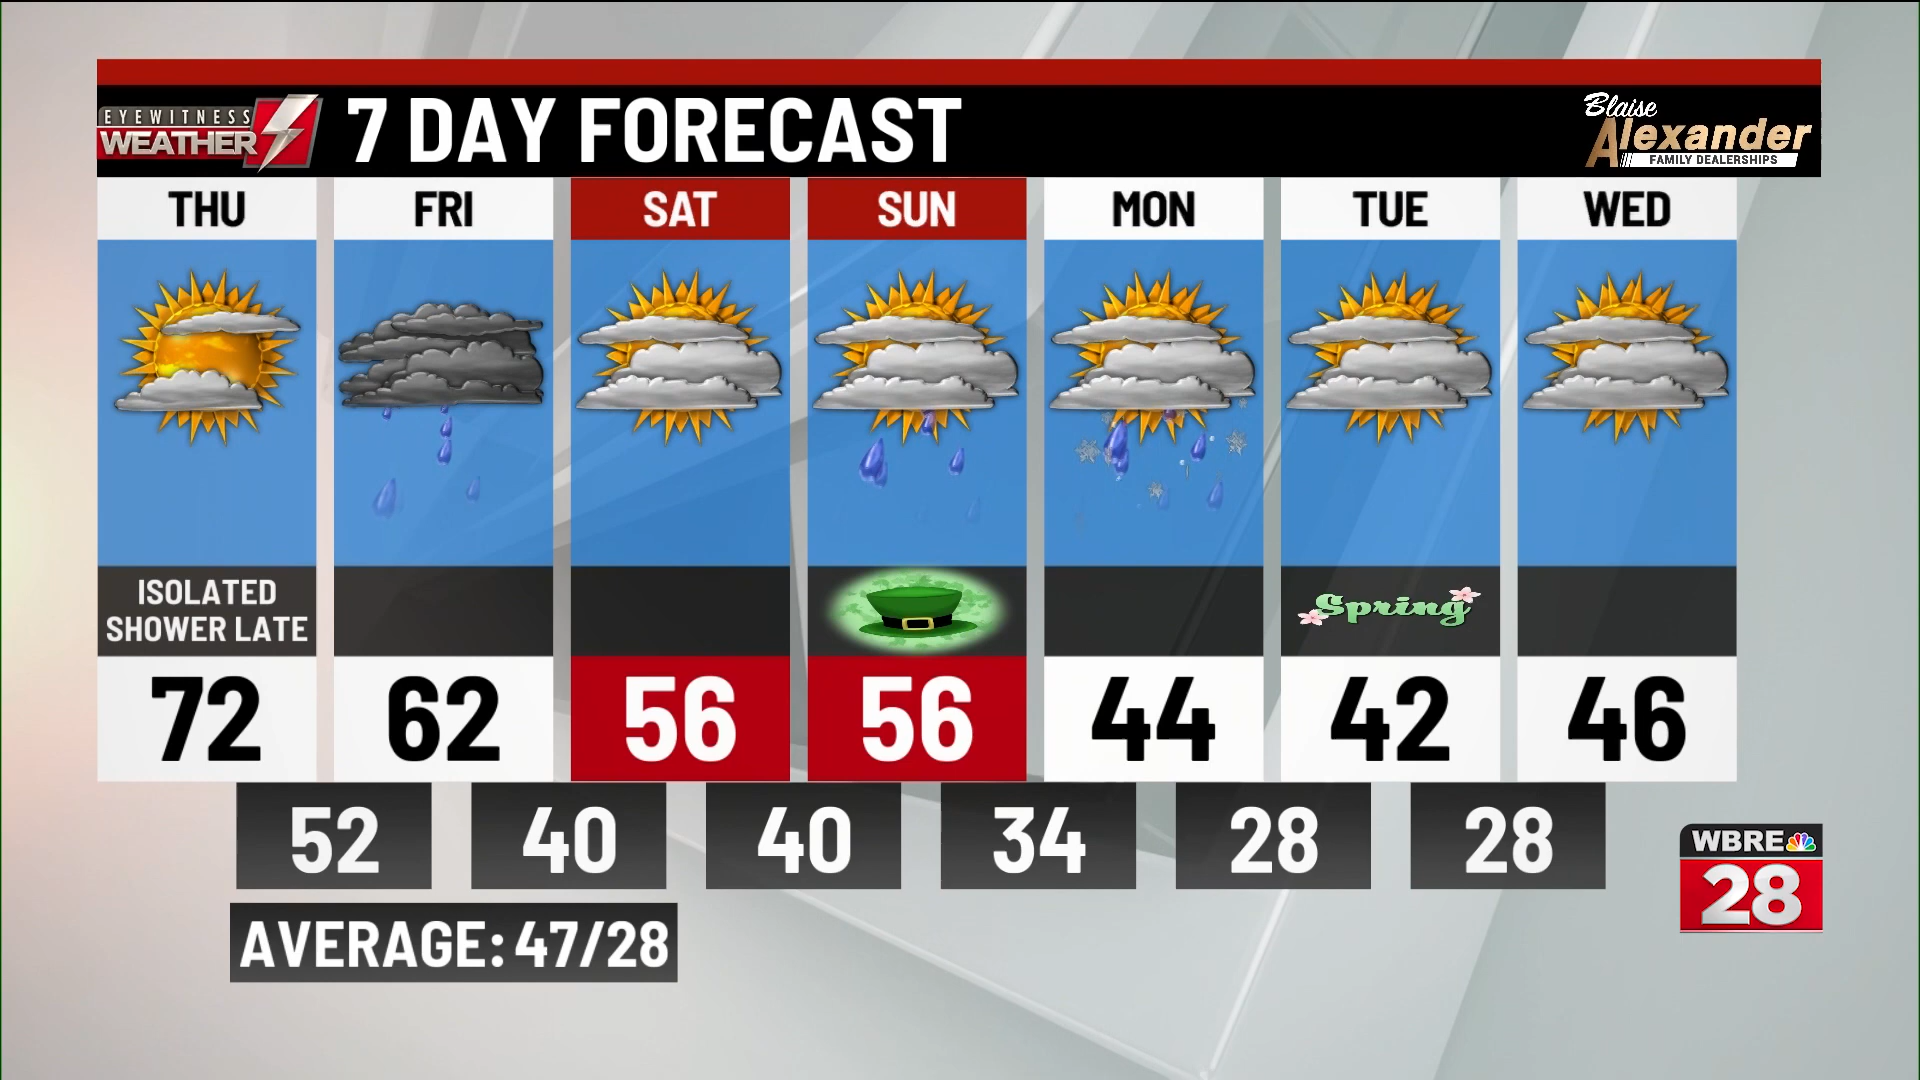 EYEWITNESS
WEATHER
7 DAY FORECAST
Blaise
Alexander
FAMILY DEALERSHIPS
THU FRI SAT SUN MON TUE WED
ISOLATED
SHOWER LATE
Spring
72 62 56 56 44 42 46
52 40 40 34 28 28
AVERAGE: 47/28
WBRE
28